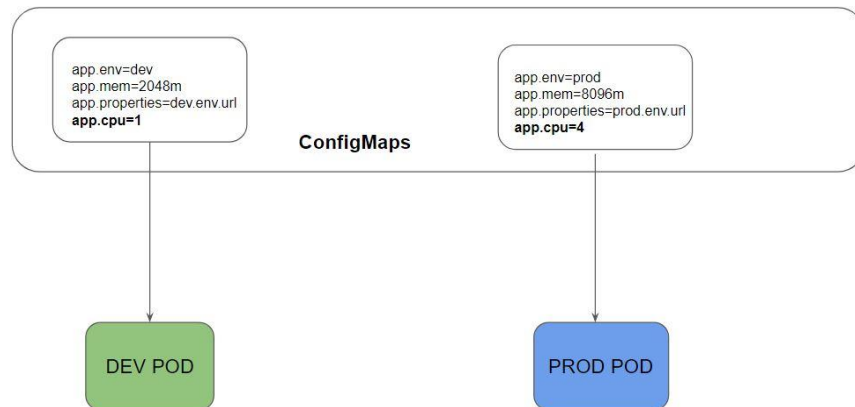 app.env=dev
app.mem=2048m
app.properties=dev.env.url
app.cpu=1
app.env=prod
app.mem=8096m
app.properties=prod.env.url
app.cpu=4
ConfigMaps
DEV POD
PROD POD